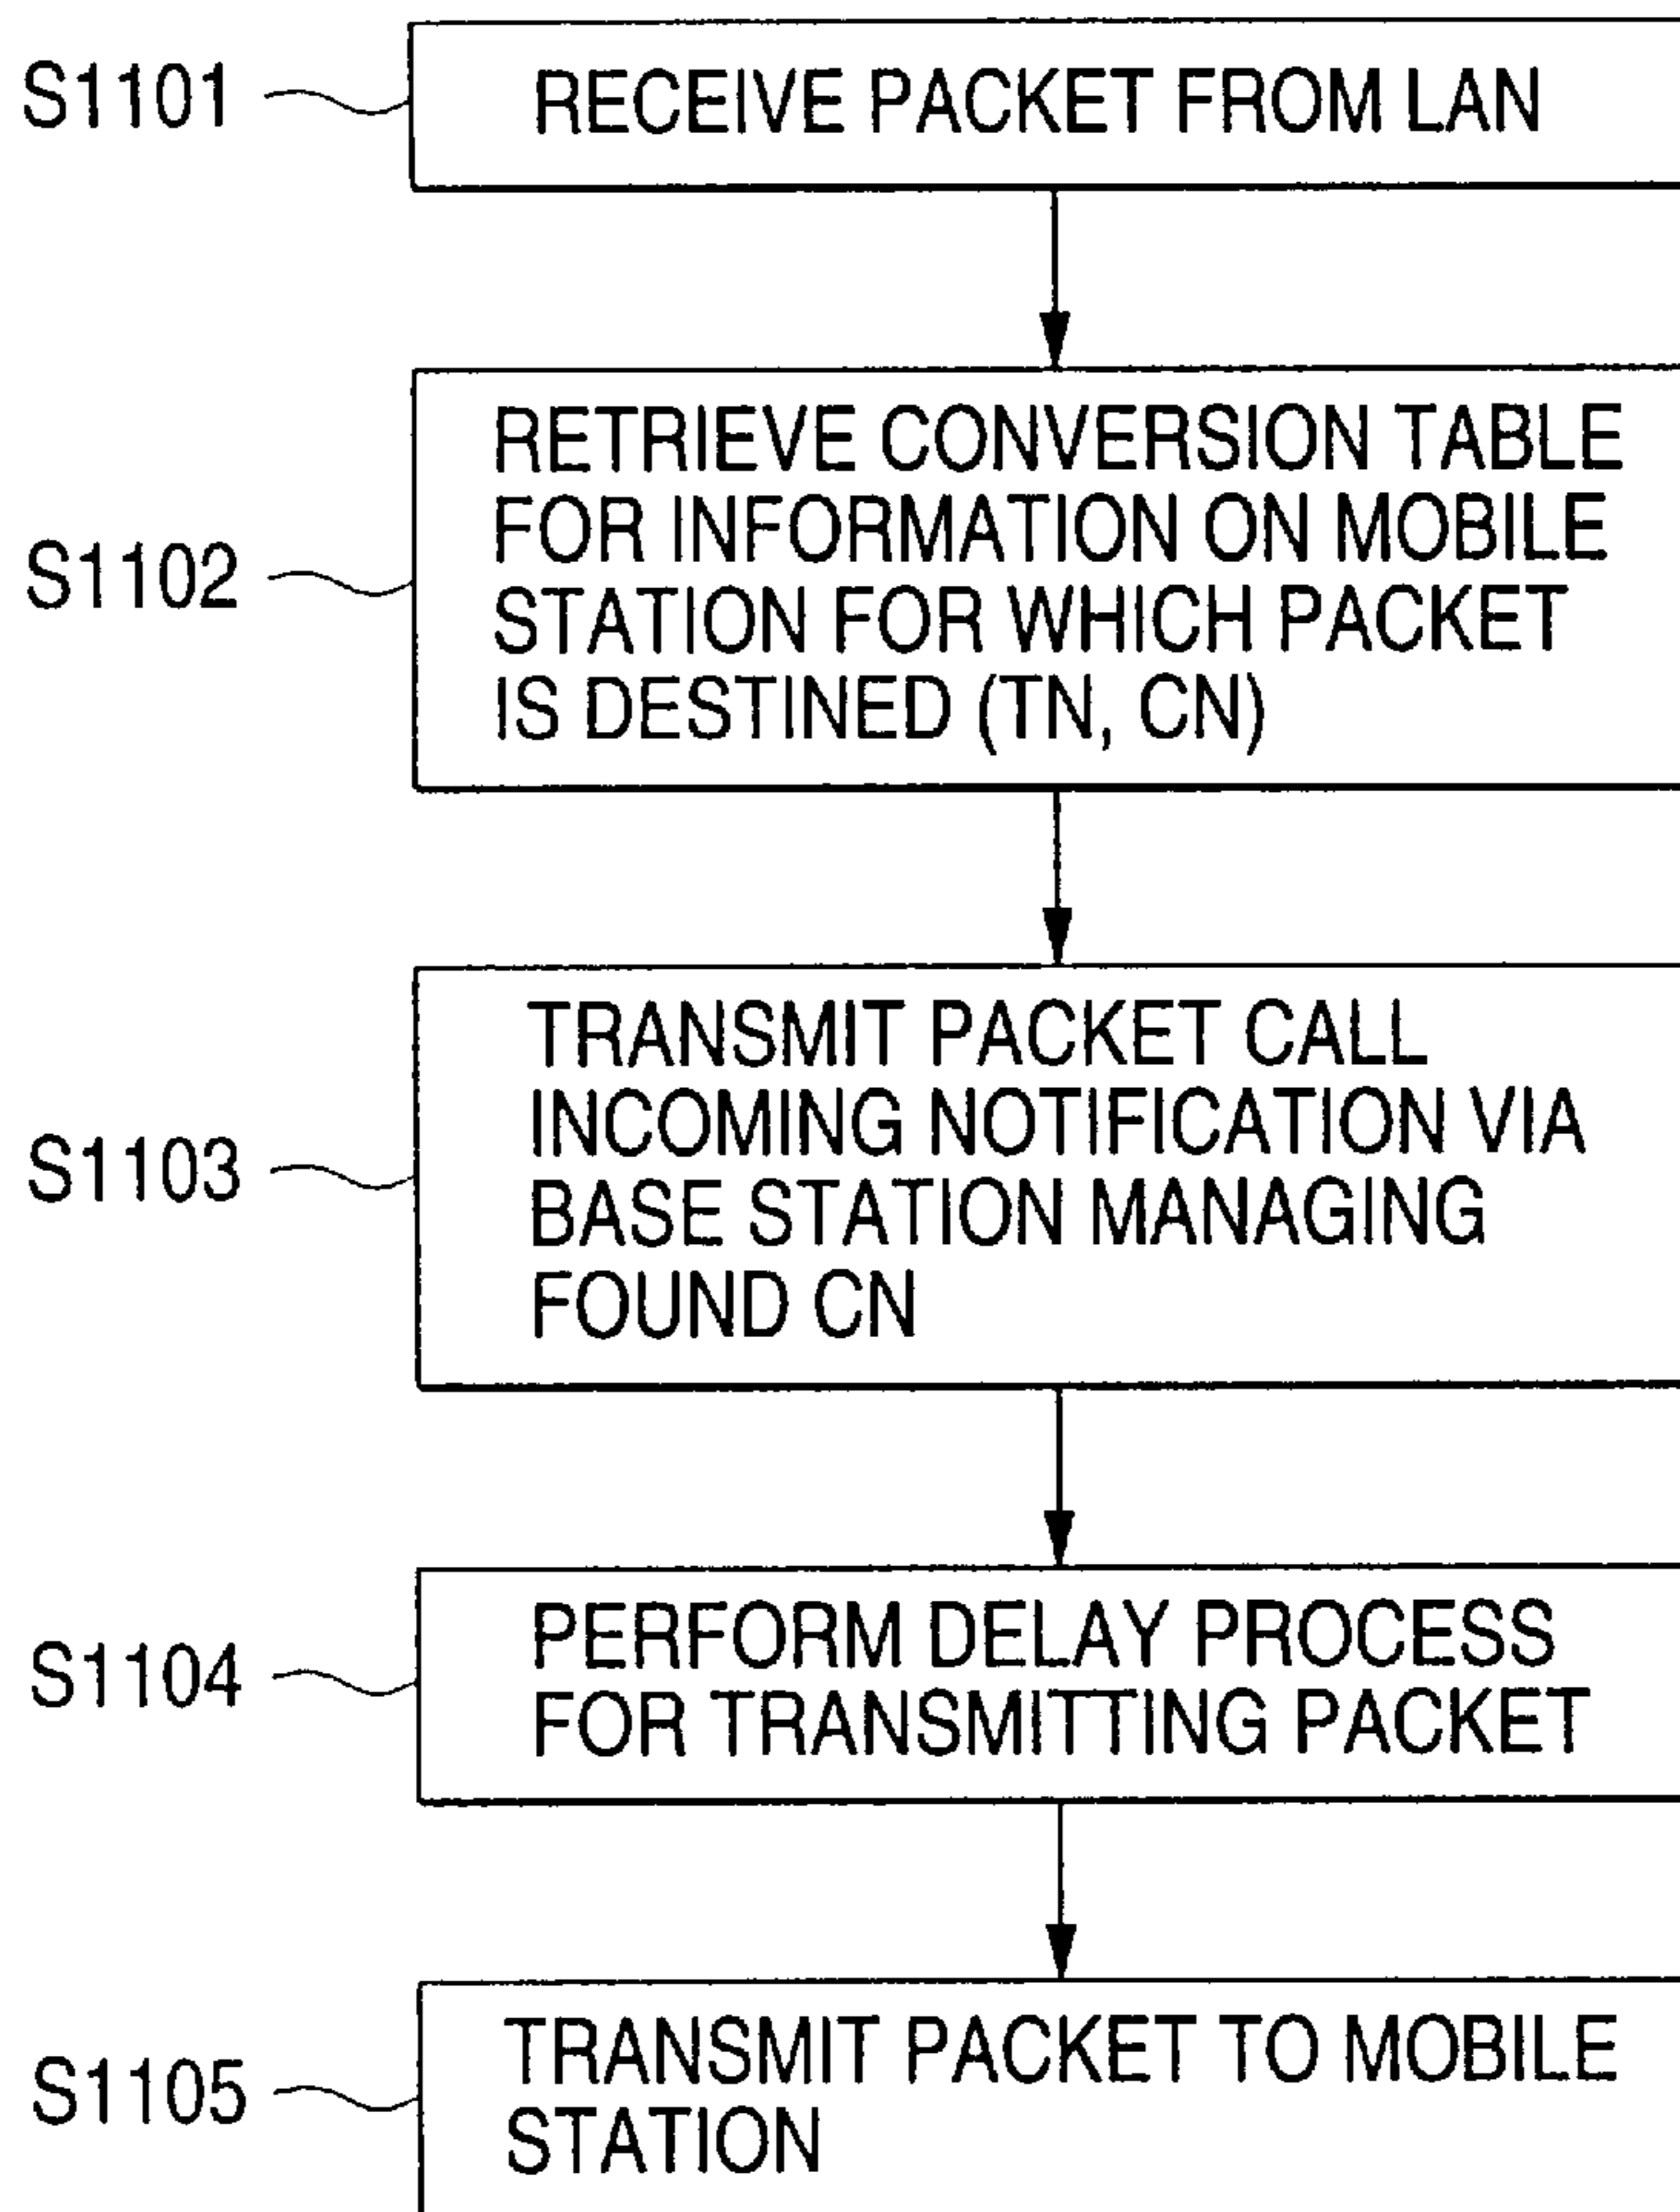 S1101
RECEIVE PACKET FROM LAN
S1102
RETRIEVE CONVERSION TABLE
FOR INFORMATION ON MOBILE
STATION FOR WHICH PACKET
IS DESTINED (TN, CN)
S1103
TRANSMIT PACKET CALL
INCOMING NOTIFICATION VIA
BASE STATION MANAGING
FOUND CN
S1104
PERFORM DELAY PROCESS
FOR TRANSMITTING PACKET
S1105
TRANSMIT PACKET TO MOBILE
STATION